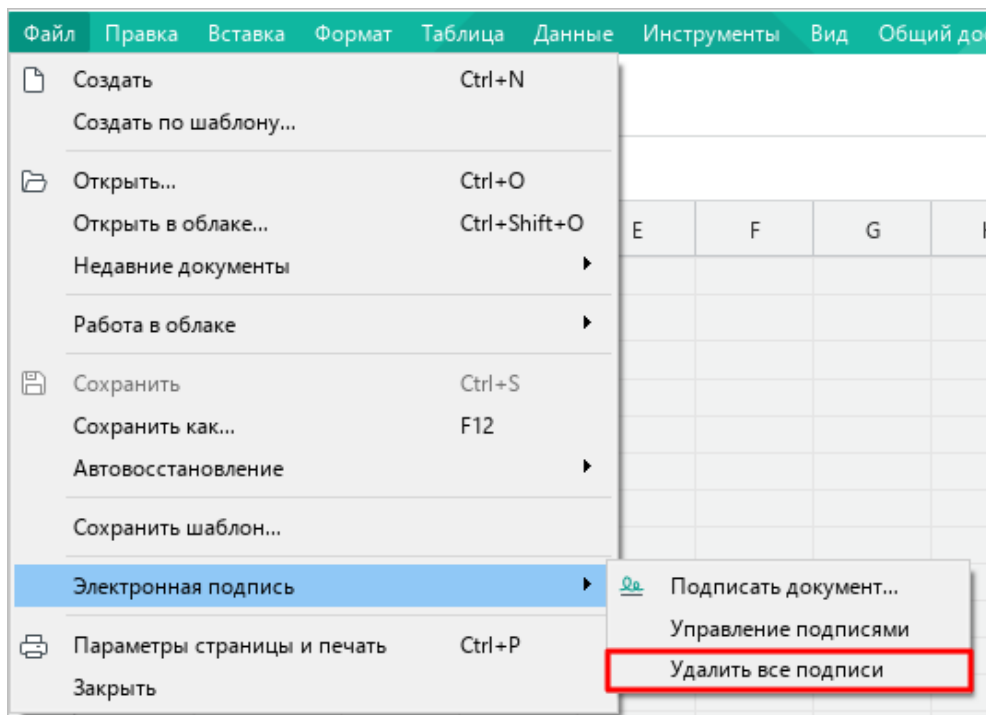 Файл Правка Вставка Формат Таблица Данные Инструменты Вид Общий
Создать Ctrl+N
Создать по шаблону...
Открыть... Ctrl+O
Открыть в облаке... Ctrl+Shift+O
E F G
Недавние документы
Работа в облаке
Сохранить Ctrl+S
Сохранить как... F12
Автовосстановление
Сохранить шаблон...
Электронная подпись
Подписать документ...
Управление подписями
Удалить все подписи
Параметры страницы и печать Ctrl+P
Закрыть